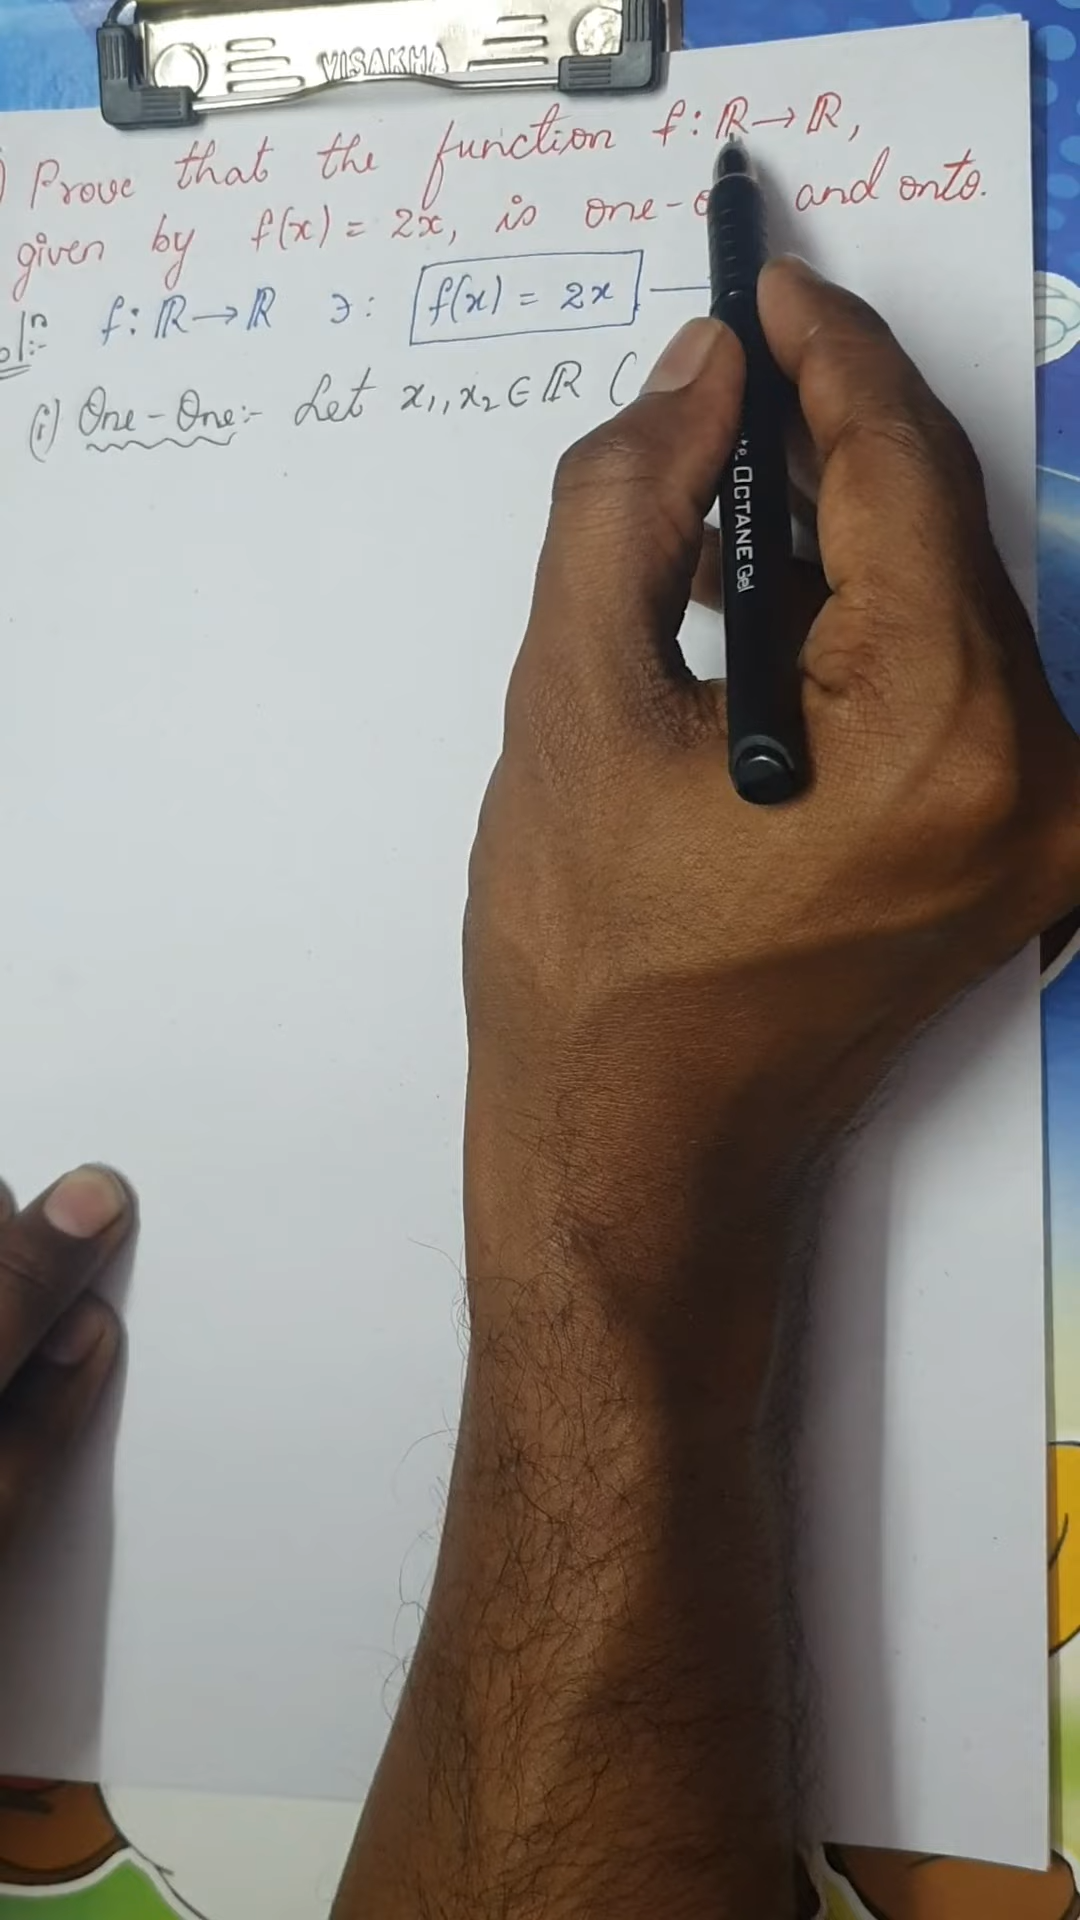 VISAKHA
) Prove that the function f: ℝ→ℝ,
given by f(x) = 2x, is one-o and onto.
ol n:- f: ℝ→ℝ ∋: f(x) = 2x
(i) One-One:- Let x₁, x₂ ∈ ℝ (
OCTANE Gel